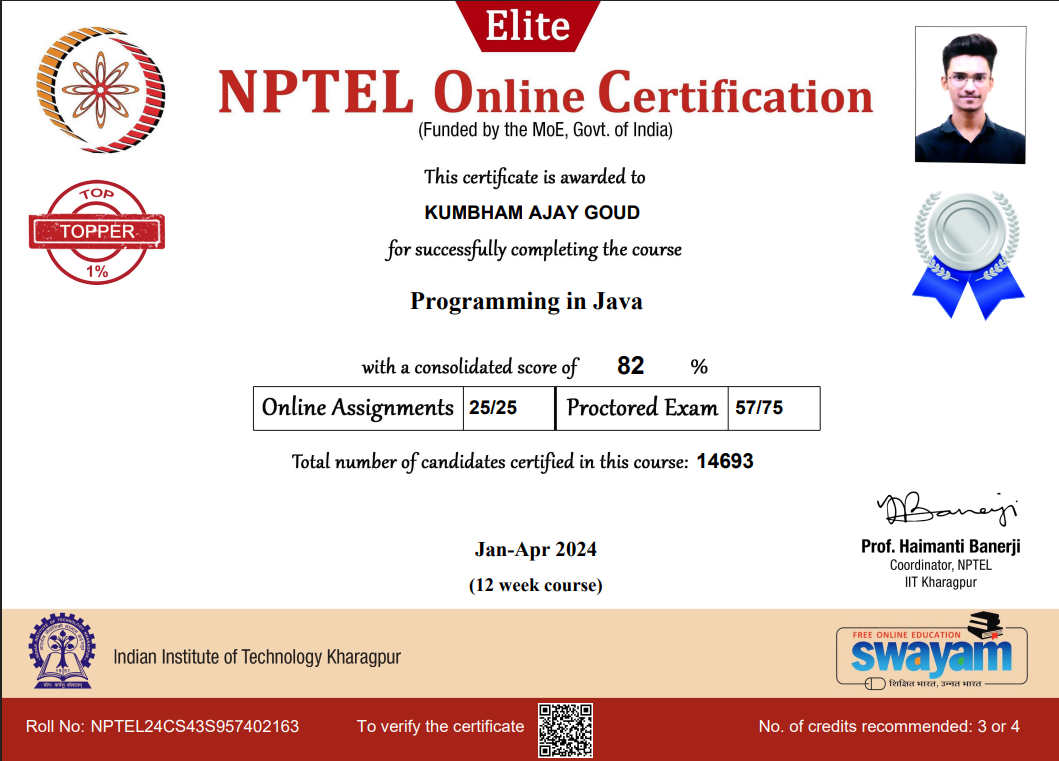 Elite
NPTEL Online Certification
(Funded by the MoE, Govt. of India)
This certificate is awarded to
KUMBHAM AJAY GOUD
for successfully completing the course
TOP
TOPPER
1%
Programming in Java
with a consolidated score of 82 %
Online Assignments 25/25 Proctored Exam 57/75
Total number of candidates certified in this course: 14693
Jan-Apr 2024
(12 week course)
Prof. Haimanti Banerji
Coordinator, NPTEL
IIT Kharagpur
Indian Institute of Technology Kharagpur
FREE ONLINE EDUCATION
swayam
शिक्षित भारत, उन्नत भारत
Roll No: NPTEL24CS43S957402163
To verify the certificate
No. of credits recommended: 3 or 4